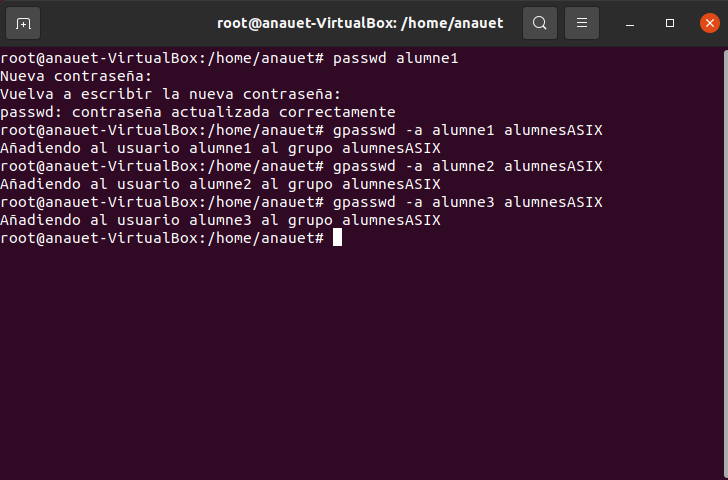 root@anauet-VirtualBox: /home/anauet
root@anauet-VirtualBox:/home/anauet# passwd alumne1
Nueva contraseña:
Vuelva a escribir la nueva contraseña:
passwd: contraseña actualizada correctamente
root@anauet-VirtualBox:/home/anauet# gpasswd -a alumne1 alumnesASIX
Añadiendo al usuario alumne1 al grupo alumnesASIX
root@anauet-VirtualBox:/home/anauet# gpasswd -a alumne2 alumnesASIX
Añadiendo al usuario alumne2 al grupo alumnesASIX
root@anauet-VirtualBox:/home/anauet# gpasswd -a alumne3 alumnesASIX
Añadiendo al usuario alumne3 al grupo alumnesASIX
root@anauet-VirtualBox:/home/anauet#